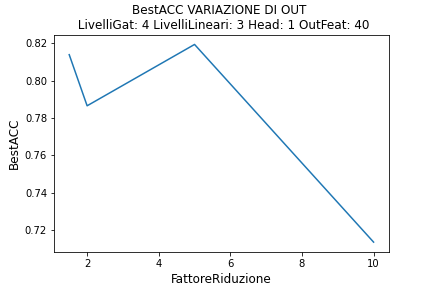 BestACC VARIAZIONE DI OUT
LivelliGat: 4 LivelliLineari: 3 Head: 1 OutFeat: 40
0.82
0.80
0.78
0.76
0.74
0.72
BestACC
2
4
6
8
10
FattoreRiduzione